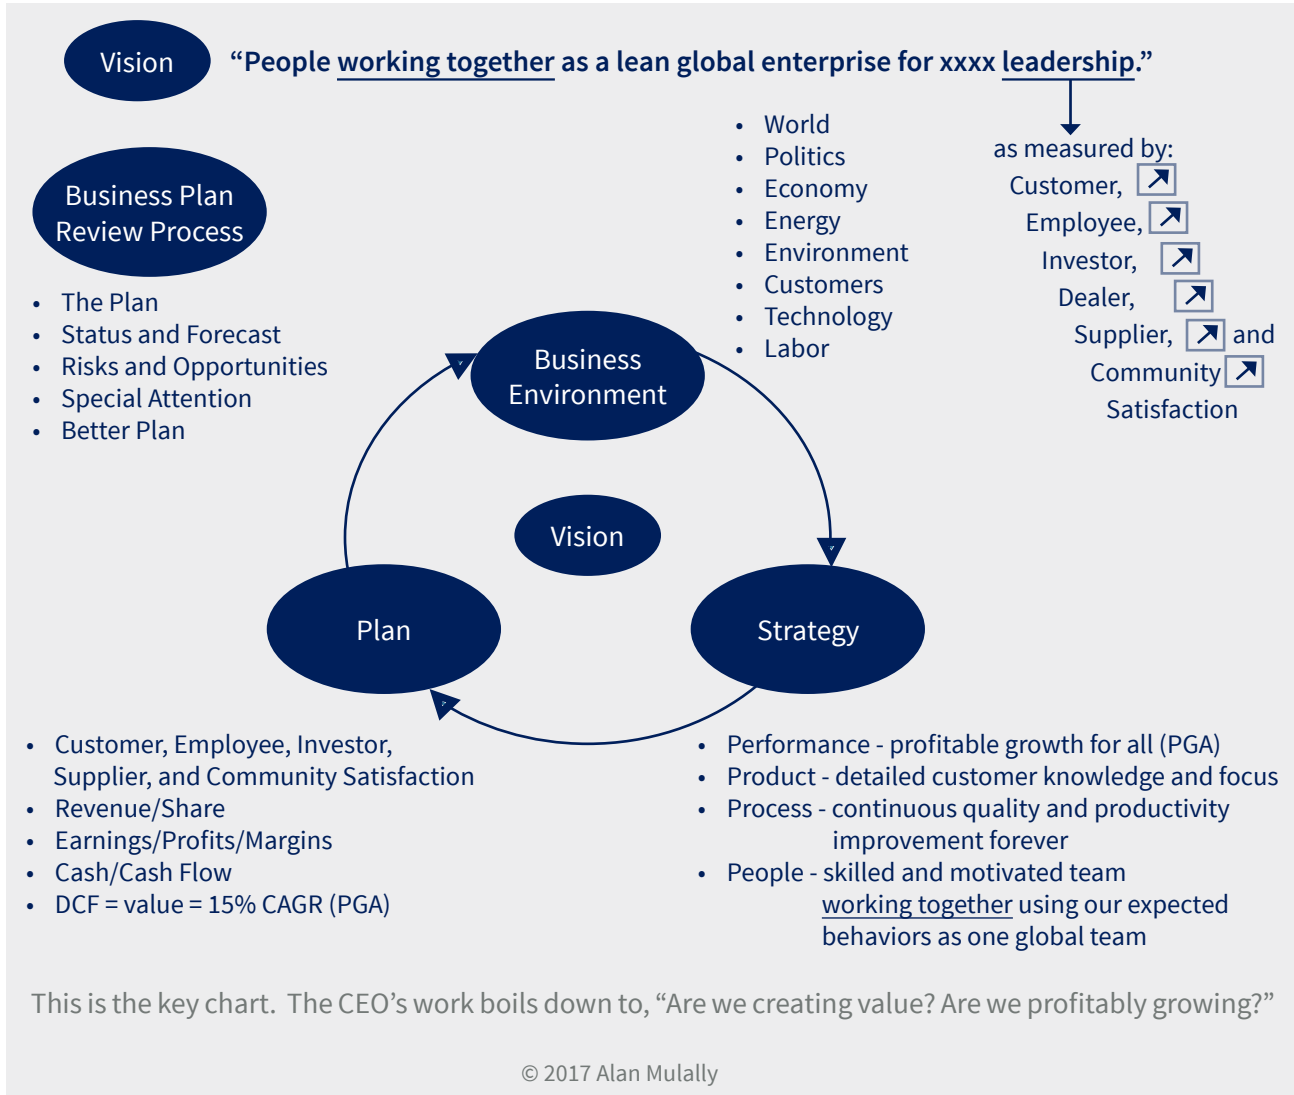 Vision
“People working together as a lean global enterprise for xxxx leadership.”
Business Plan
Review Process
• The Plan
• Status and Forecast
• Risks and Opportunities
• Special Attention
• Better Plan
• World
• Politics
• Economy
• Energy
• Environment
• Customers
• Technology
• Labor
as measured by:
Customer,
Employee,
Investor,
Dealer,
Supplier, and
Community
Satisfaction
Business
Environment
Vision
Plan
Strategy
• Customer, Employee, Investor,
Supplier, and Community Satisfaction
• Revenue/Share
• Earnings/Profits/Margins
• Cash/Cash Flow
• DCF = value = 15% CAGR (PGA)
• Performance - profitable growth for all (PGA)
• Product - detailed customer knowledge and focus
• Process - continuous quality and productivity
improvement forever
• People - skilled and motivated team
working together using our expected
behaviors as one global team
This is the key chart. The CEO’s work boils down to, “Are we creating value? Are we profitably growing?”
© 2017 Alan Mulally